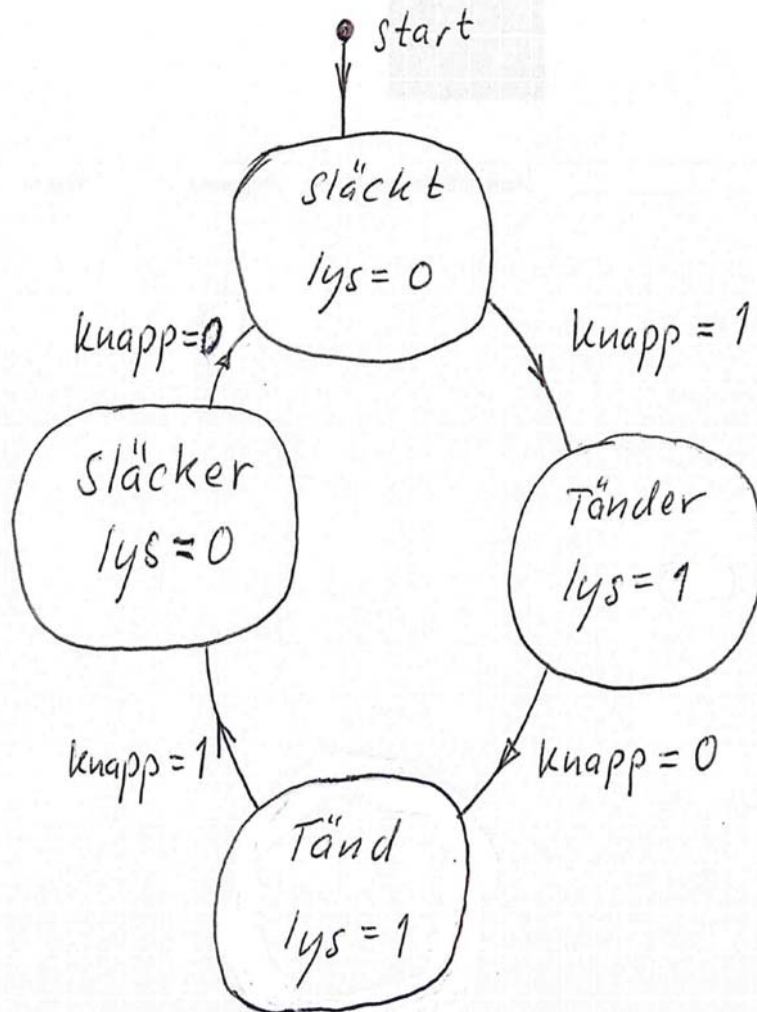 start
släckt
lys = 0
knapp=0
knapp = 1
Släcker
lys = 0
Tänder
lys = 1
knapp = 1
knapp = 0
Tänd
lys = 1